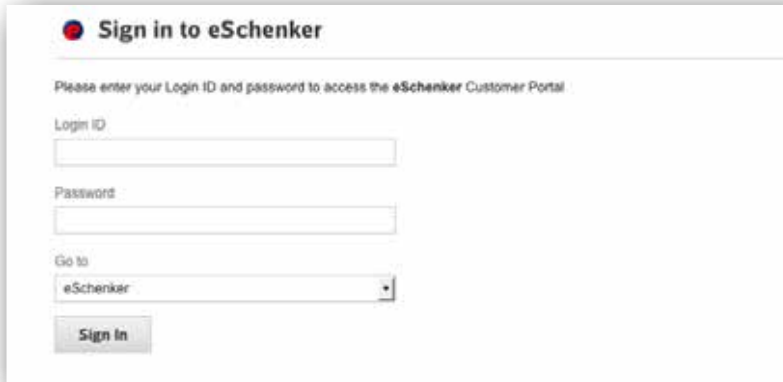 Sign in to eSchenker
Please enter your Login ID and password to access the eSchenker Customer Portal
Login ID
Password
Go to
eSchenker
Sign In